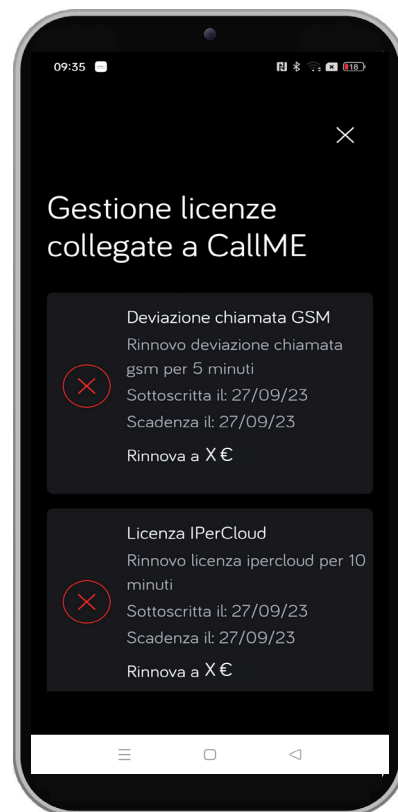 09:35
18
Gestione licenze
collegate a CallME
Deviazione chiamata GSM
Rinnovo deviazione chiamata
gsm per 5 minuti
Sottoscritta il: 27/09/23
Scadenza il: 27/09/23
Rinnova a X €
Licenza IPerCloud
Rinnovo licenza ipercloud per 10
minuti
Sottoscritta il: 27/09/23
Scadenza il: 27/09/23
Rinnova a X €